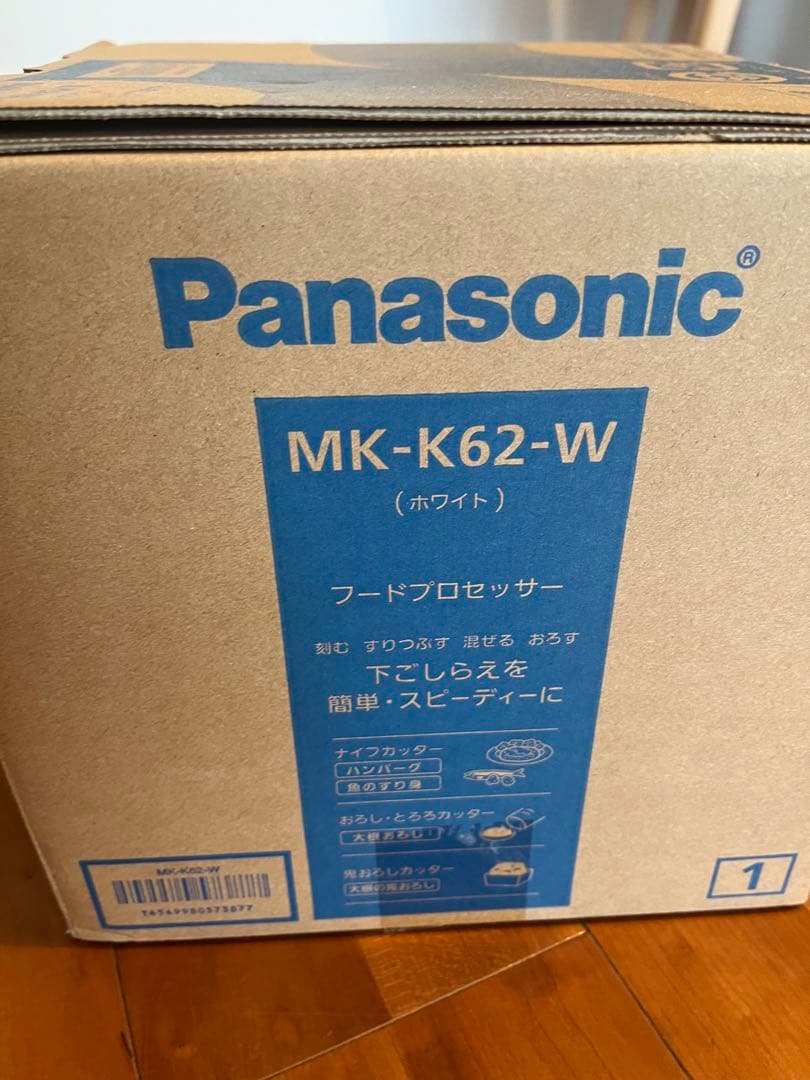 Panasonic®
MK-K62-W
(ホワイト)
フードプロセッサー
刻む すりつぶす 混ぜる おろす
下ごしらえを
簡単・スピーディーに
ナイフカッター
ハンバーグ
魚のすり身
おろし・とろろカッター
大根おろし
鬼おろしカッター
大根の鬼おろし
MK-K62-W
1